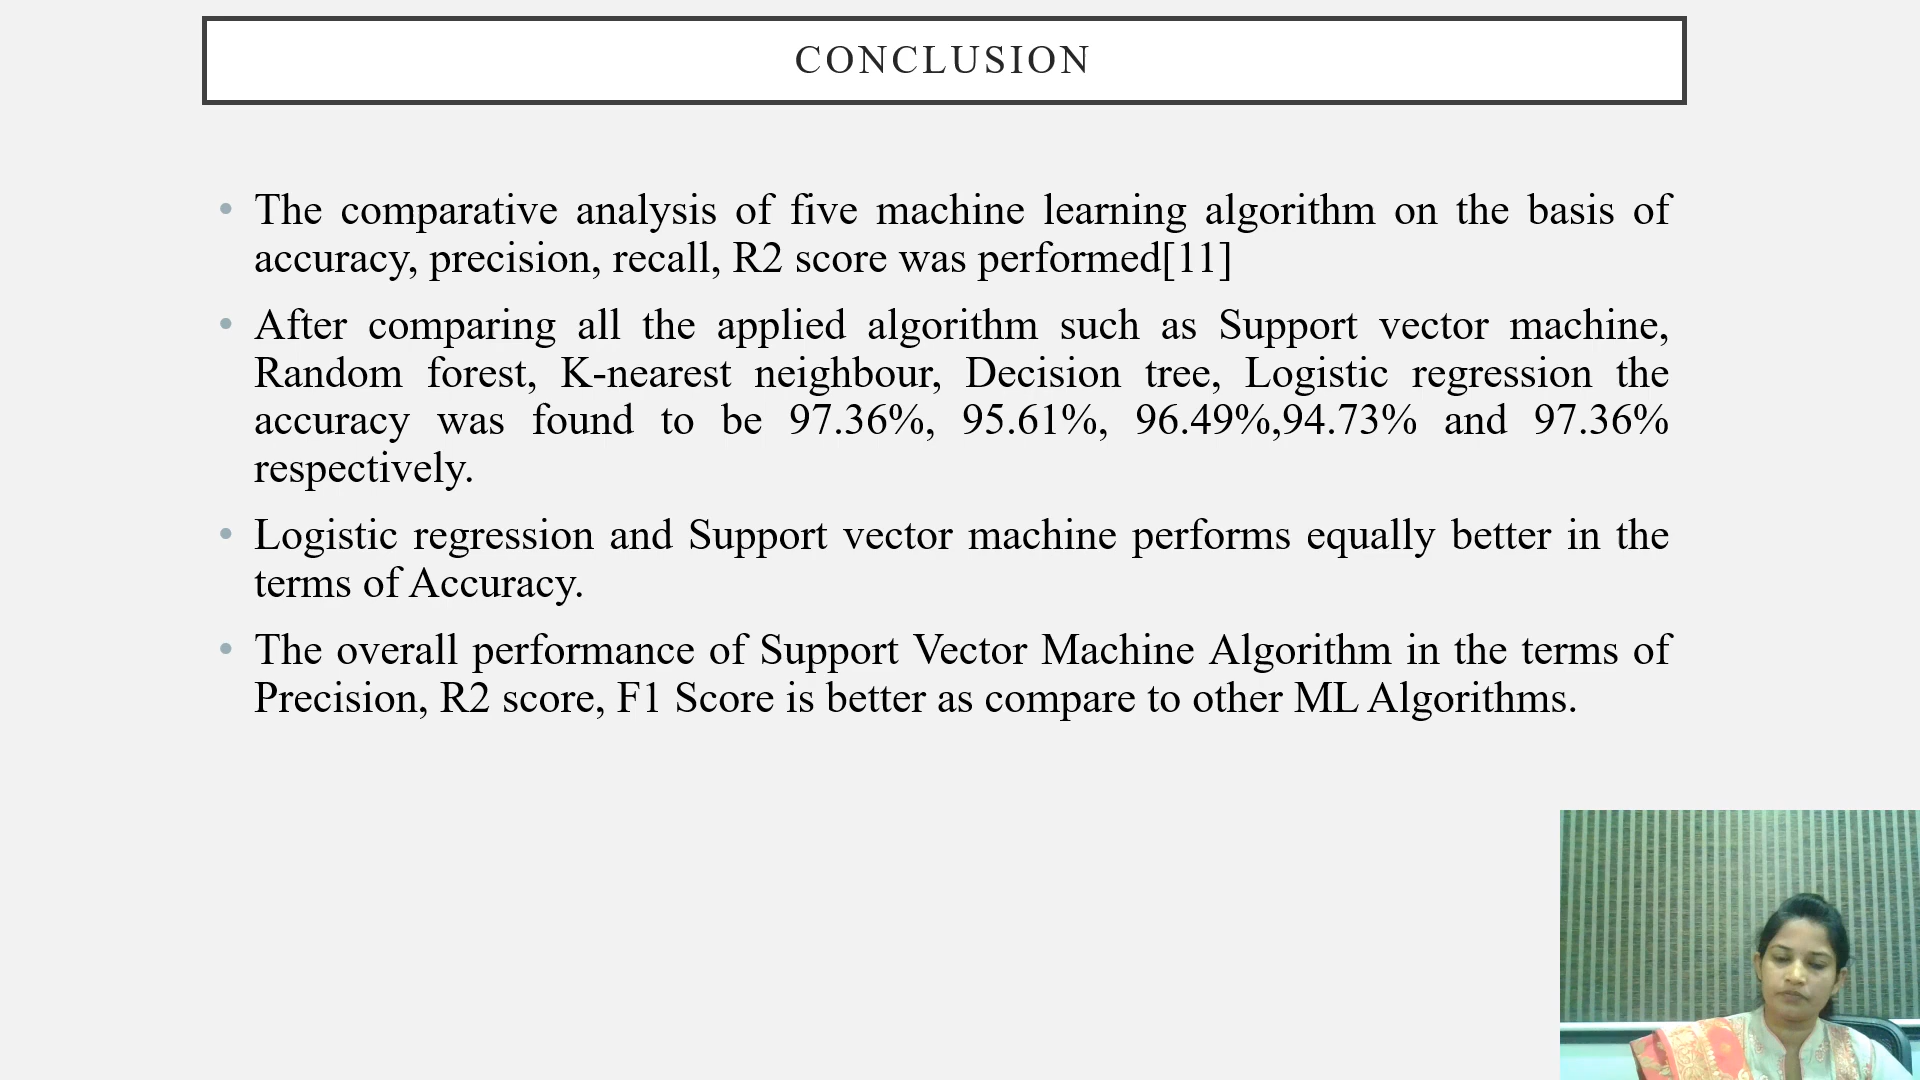 CONCLUSION
• The comparative analysis of five machine learning algorithm on the basis of
accuracy, precision, recall, R2 score was performed[11]
• After comparing all the applied algorithm such as Support vector machine,
Random forest, K-nearest neighbour, Decision tree, Logistic regression the
accuracy was found to be 97.36%, 95.61%, 96.49%,94.73% and 97.36%
respectively.
• Logistic regression and Support vector machine performs equally better in the
terms of Accuracy.
• The overall performance of Support Vector Machine Algorithm in the terms of
Precision, R2 score, F1 Score is better as compare to other ML Algorithms.